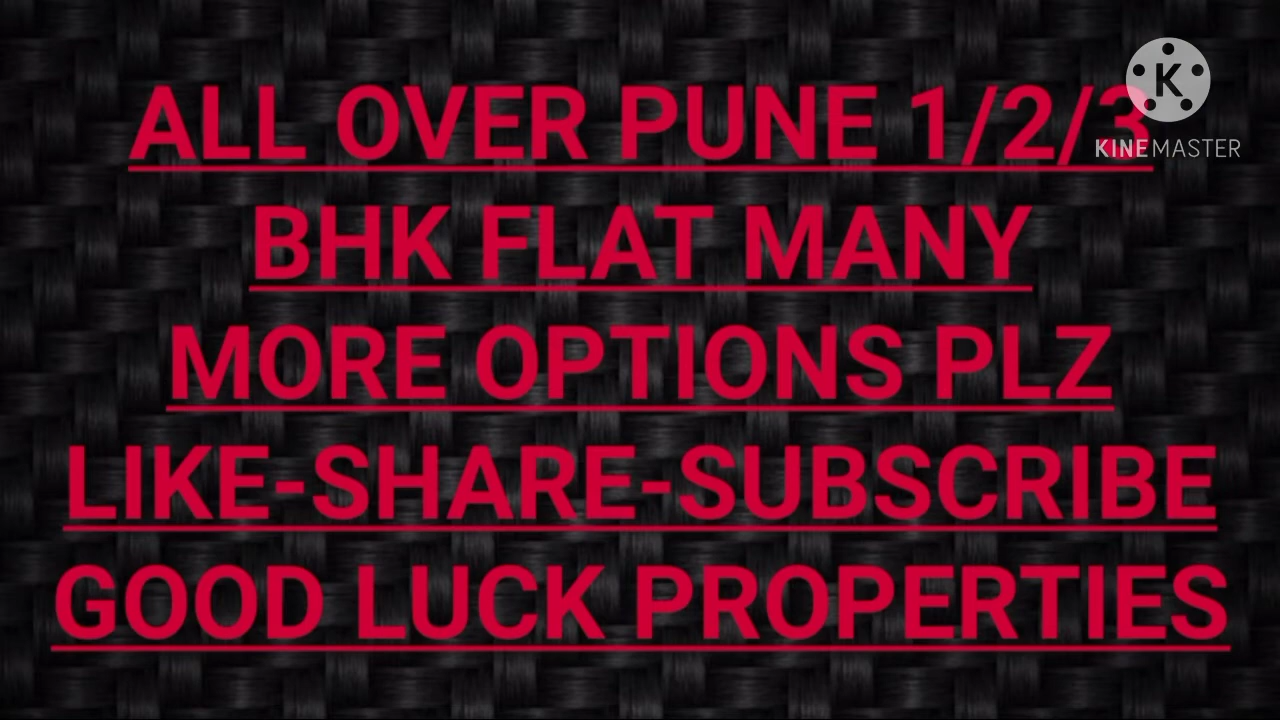 ALL OVER PUNE 1/2/3
BHK FLAT MANY
MORE OPTIONS PLZ
LIKE-SHARE-SUBSCRIBE
GOOD LUCK PROPERTIES
K
KINEMASTER